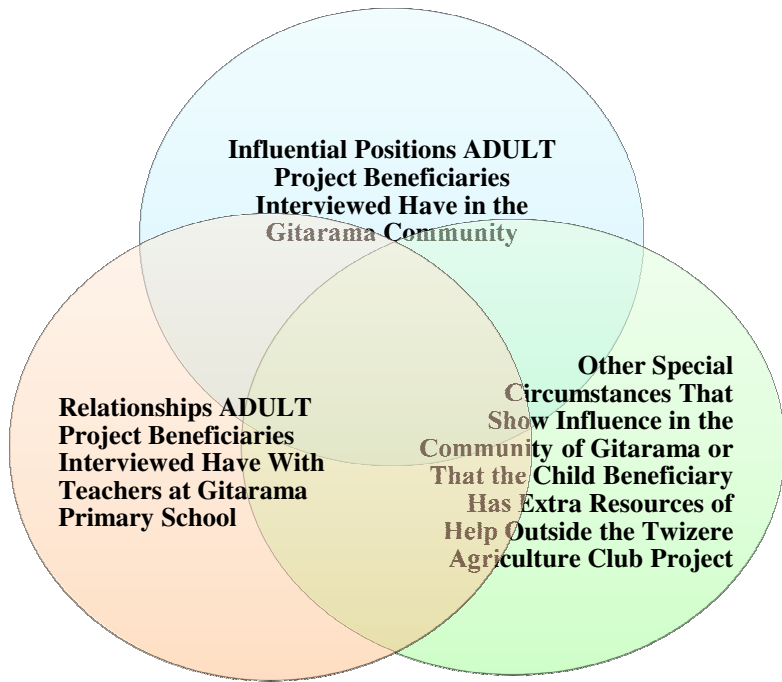 Influential Positions ADULT
Project Beneficiaries
Interviewed Have in the
Gitarama Community
Relationships ADULT
Project Beneficiaries
Interviewed Have With
Teachers at Gitarama
Primary School
Other Special
Circumstances That
Show Influence in the
Community of Gitarama or
That the Child Beneficiary
Has Extra Resources of
Help Outside the Twizere
Agriculture Club Project